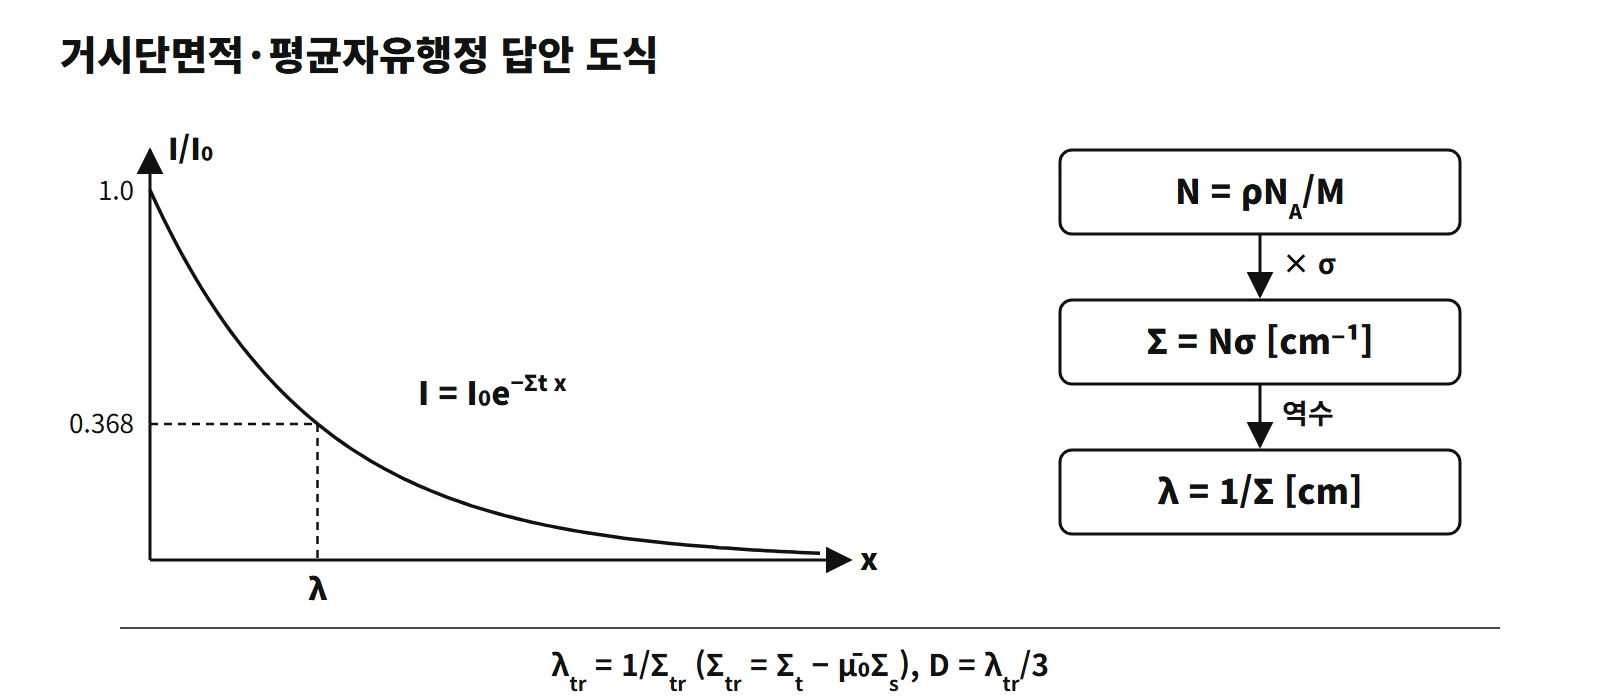 거시단면적·평균자유행정 답안 도식
I/I₀
1.0
0.368
I = I₀e⁻Σt x
λ
x
N = ρN_A/M
× σ
Σ = Nσ [cm⁻¹]
역수
λ = 1/Σ [cm]
λ_tr = 1/Σ_tr (Σ_tr = Σ_t − μ̄₀Σ_s), D = λ_tr/3